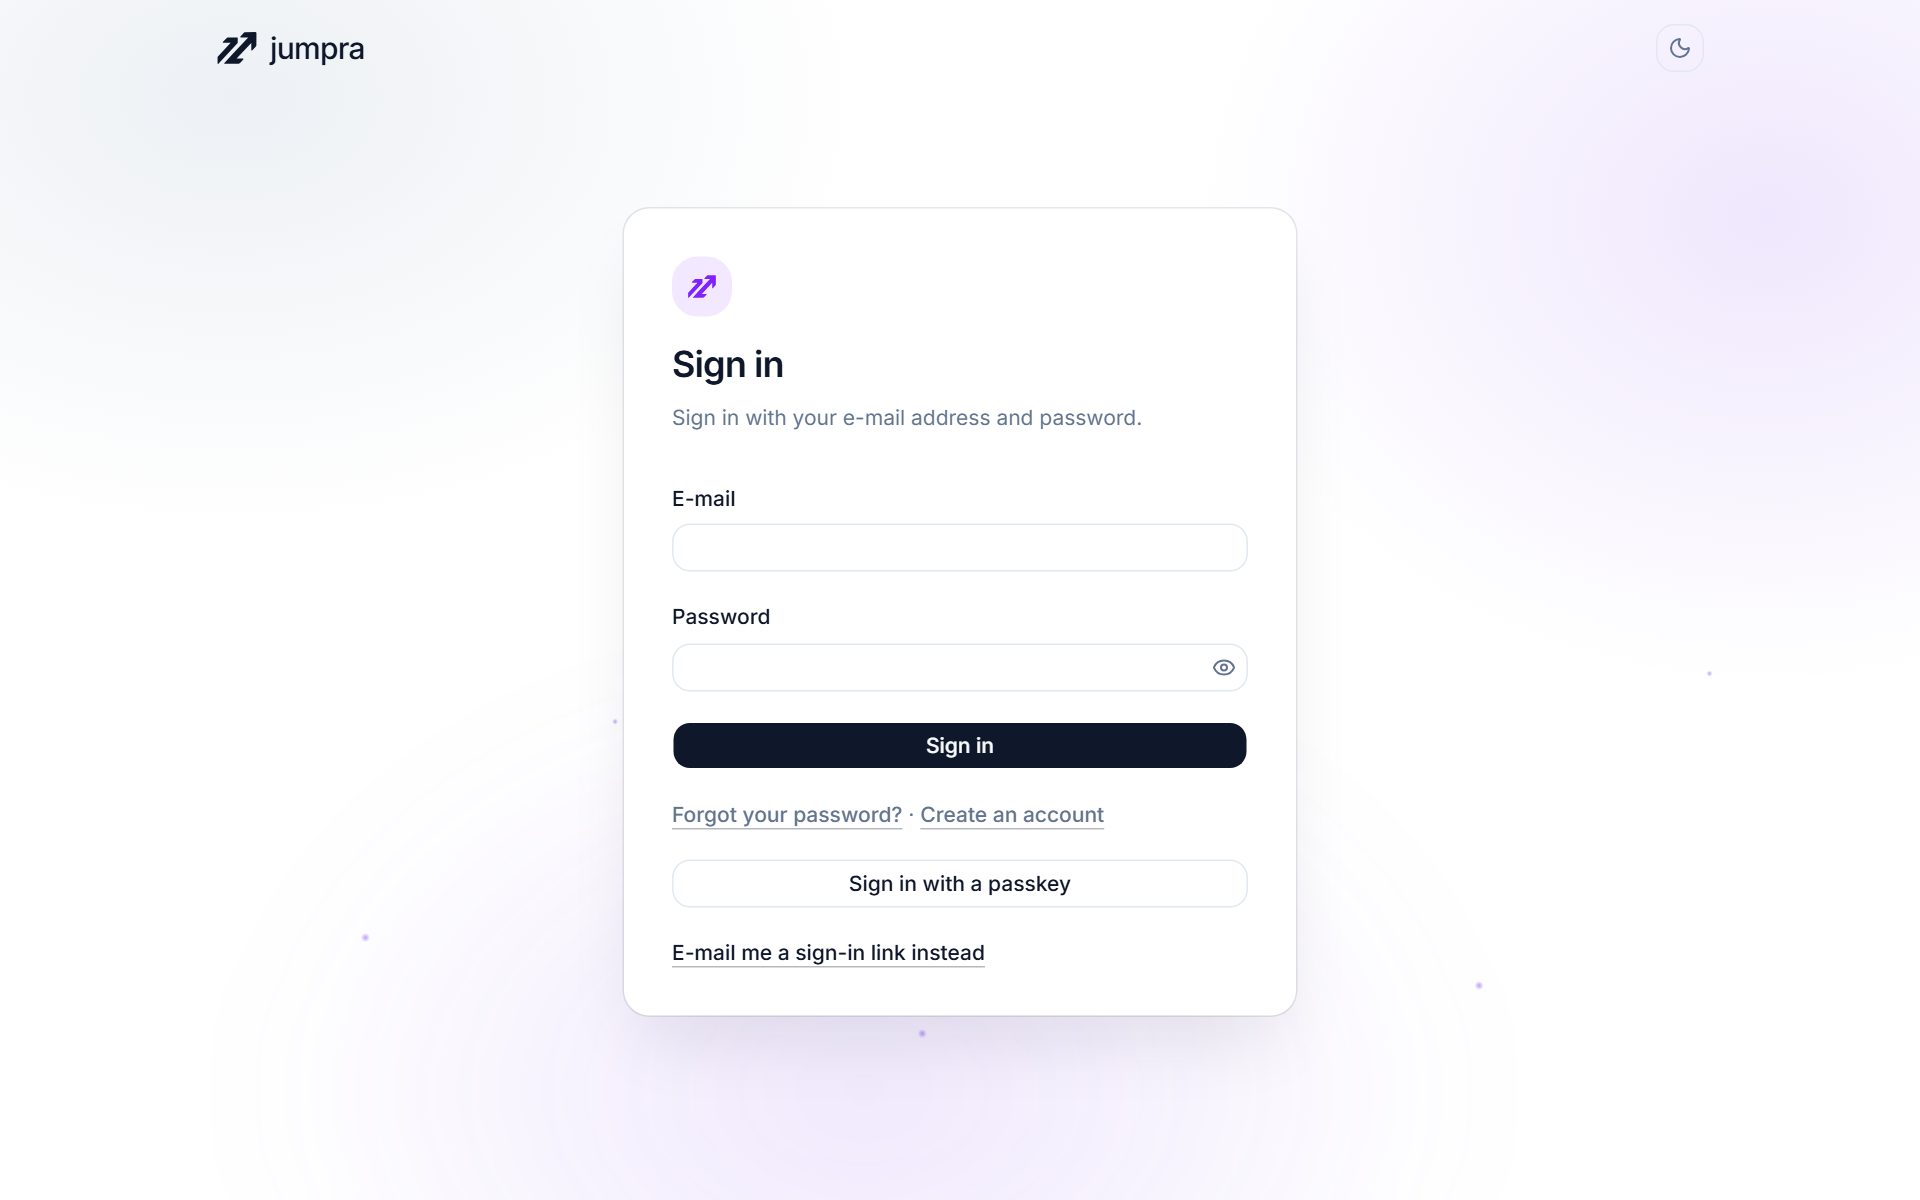 jumpra
Sign in
Sign in with your e-mail address and password.
E-mail
Password
Sign in
Forgot your password? · Create an account
Sign in with a passkey
E-mail me a sign-in link instead